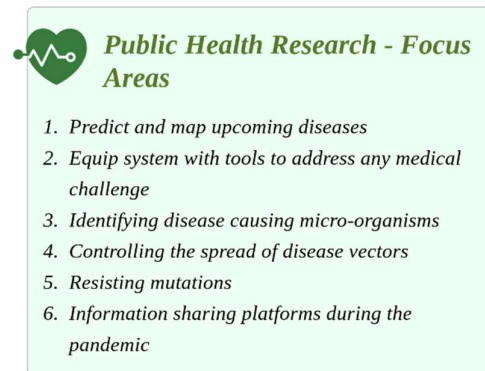 Public Health Research - Focus
Areas
1. Predict and map upcoming diseases
2. Equip system with tools to address any medical
challenge
3. Identifying disease causing micro-organisms
4. Controlling the spread of disease vectors
5. Resisting mutations
6. Information sharing platforms during the
pandemic